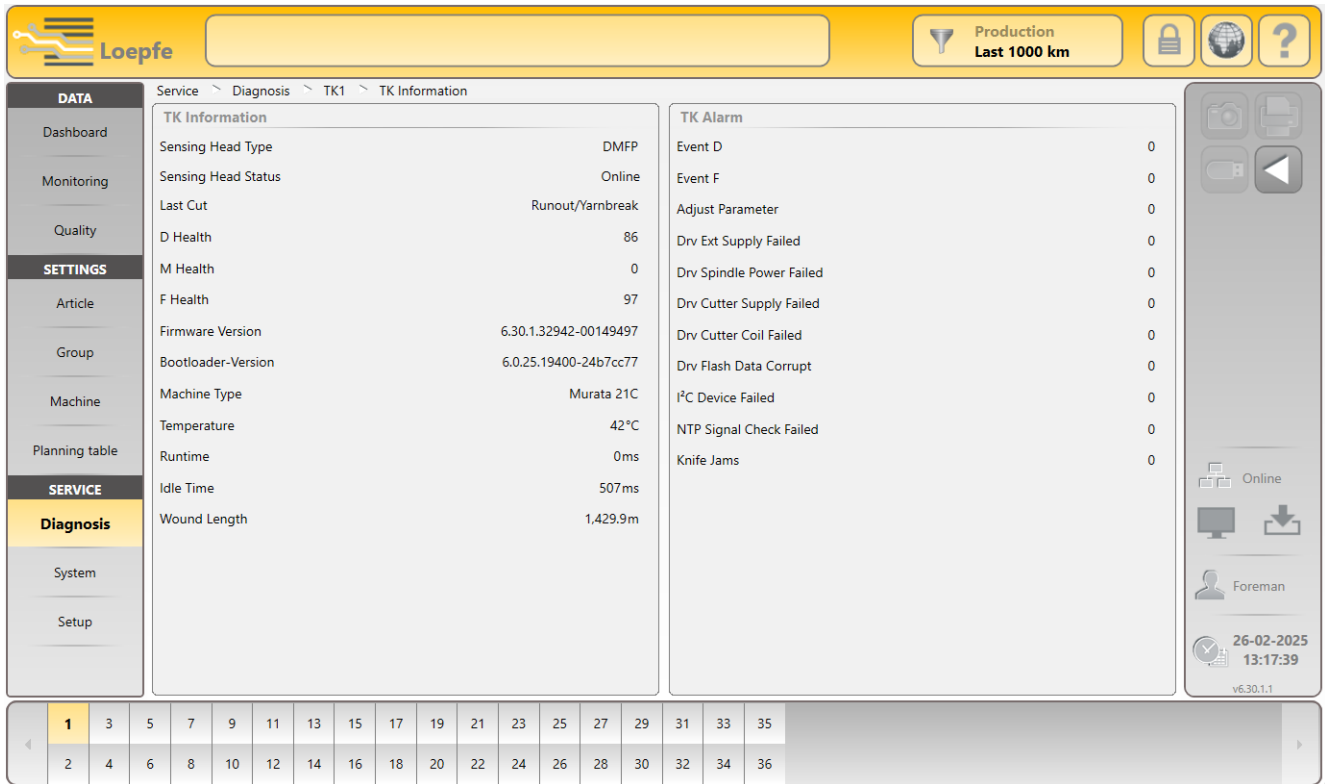 Loepfe
Production
Last 1000 km
?
DATA
Dashboard
Monitoring
Quality
SETTINGS
Article
Group
Machine
Planning table
SERVICE
Diagnosis
System
Setup
Service > Diagnosis > TK1 > TK Information
TK Information
Sensing Head Type DMFP
Sensing Head Status Online
Last Cut Runout/Yarnbreak
D Health 86
M Health 0
F Health 97
Firmware Version 6.30.1.32942-00149497
Bootloader-Version 6.0.25.19400-24b7cc77
Machine Type Murata 21C
Temperature 42°C
Runtime 0ms
Idle Time 507ms
Wound Length 1,429.9m
TK Alarm
Event D 0
Event F 0
Adjust Parameter 0
Drv Ext Supply Failed 0
Drv Spindle Power Failed 0
Drv Cutter Supply Failed 0
Drv Cutter Coil Failed 0
Drv Flash Data Corrupt 0
I²C Device Failed 0
NTP Signal Check Failed 0
Knife Jams 0
Online
Foreman
26-02-2025
13:17:39
v6.30.1.1
1 3 5 7 9 11 13 15 17 19 21 23 25 27 29 31 33 35
2 4 6 8 10 12 14 16 18 20 22 24 26 28 30 32 34 36